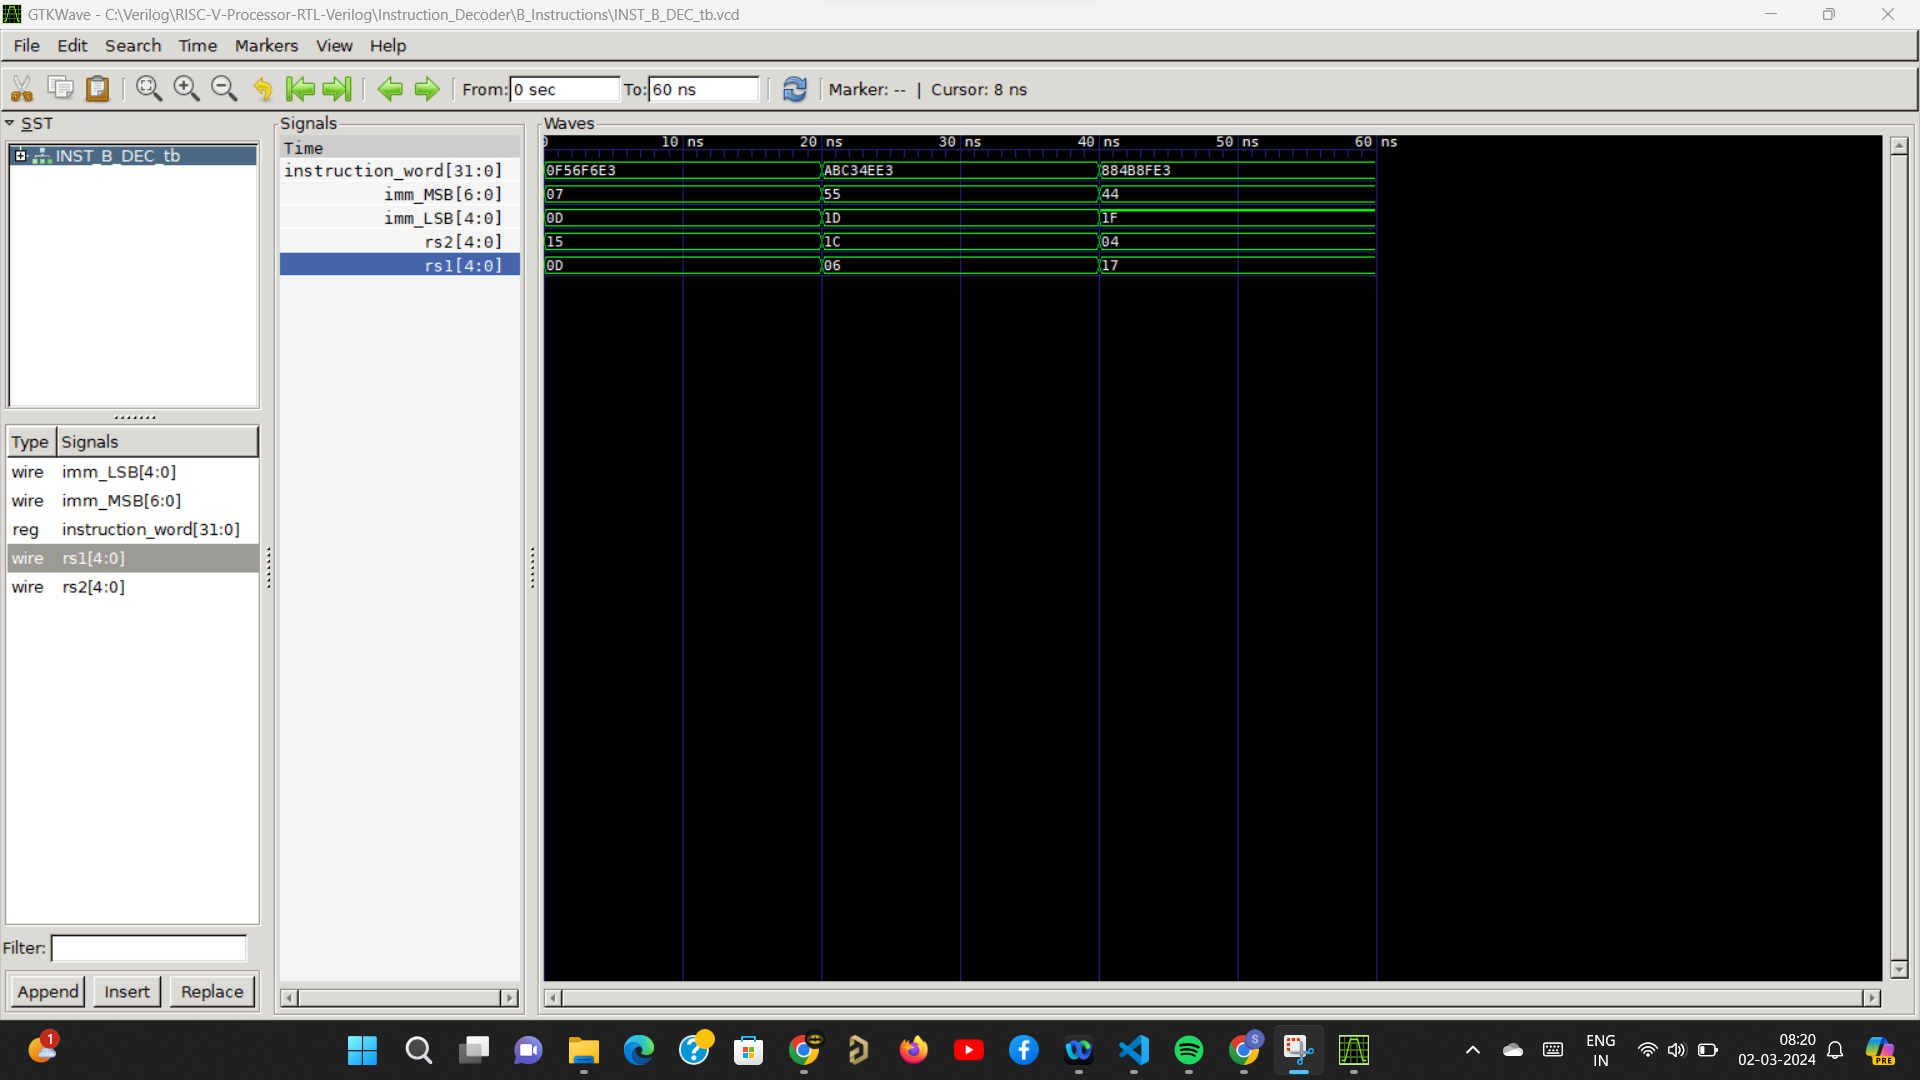 GTKWave - C:\Verilog\RISC-V-Processor-RTL-Verilog\Instruction_Decoder\B_Instructions\INST_B_DEC_tb.vcd
File Edit Search Time Markers View Help
From: 0 sec To: 60 ns Marker: -- | Cursor: 8 ns
SST
INST_B_DEC_tb
Type Signals
wire imm_LSB[4:0]
wire imm_MSB[6:0]
reg instruction_word[31:0]
wire rs1[4:0]
wire rs2[4:0]
Filter:
Append Insert Replace
Signals
Time
instruction_word[31:0]
imm_MSB[6:0]
imm_LSB[4:0]
rs2[4:0]
rs1[4:0]
Waves
0 10 ns 20 ns 30 ns 40 ns 50 ns 60 ns
0F56F6E3 ABC34EE3 884B8FE3
07 55 44
0D 1D 1F
15 1C 04
0D 06 17
1
S
ENG
IN
08:20
02-03-2024
PRE